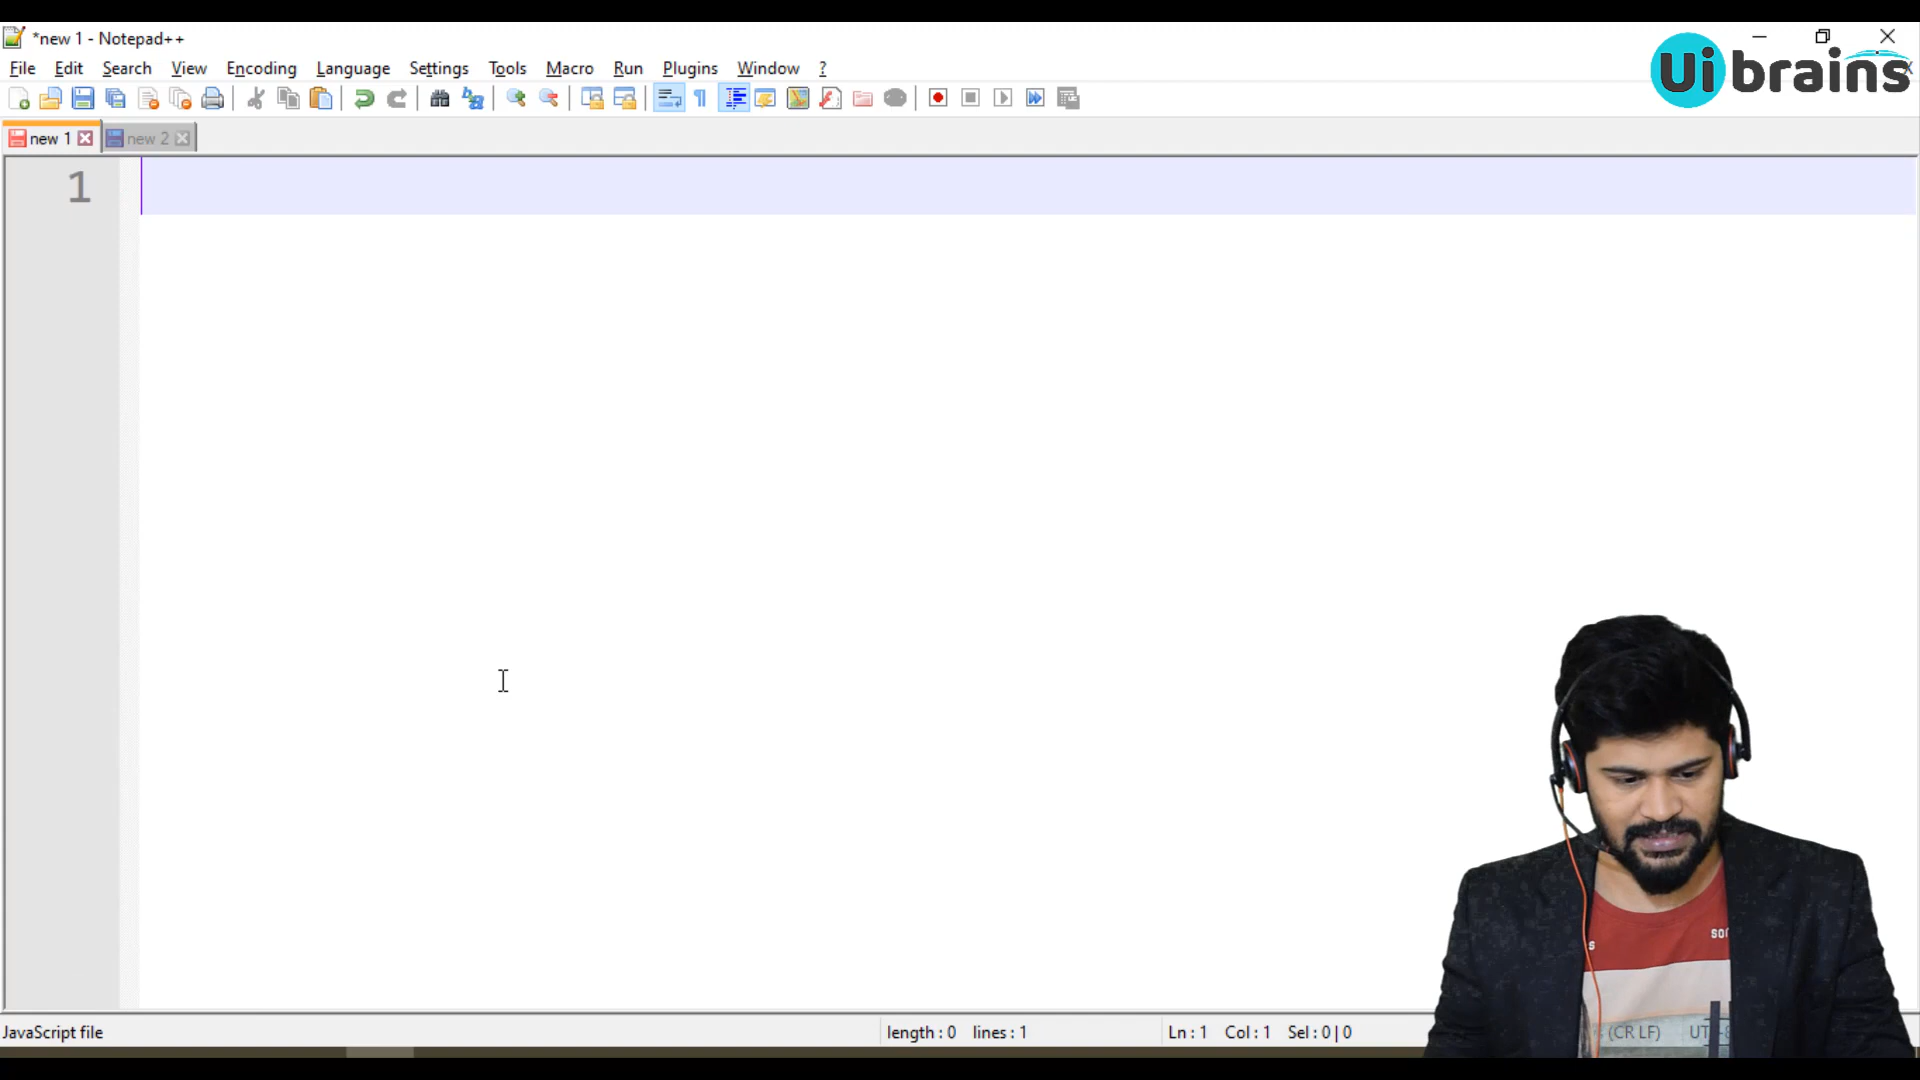 *new 1 - Notepad++
File Edit Search View Encoding Language Settings Tools Macro Run Plugins Window ?
Ui brains
new 1 new 2
1
SO
S
JavaScript file length : 0 lines : 1 Ln : 1 Col : 1 Sel : 0 | 0 (CR LF)